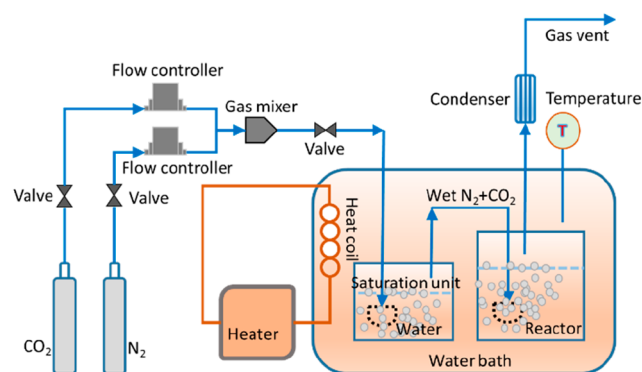 Gas vent
Flow controller
Condenser
Temperature
Gas mixer
T
Flow controller
Valve
Valve
Valve
Wet N₂+CO₂
Heat coil
Saturation unit
Water
Reactor
Heater
CO₂
N₂
Water bath